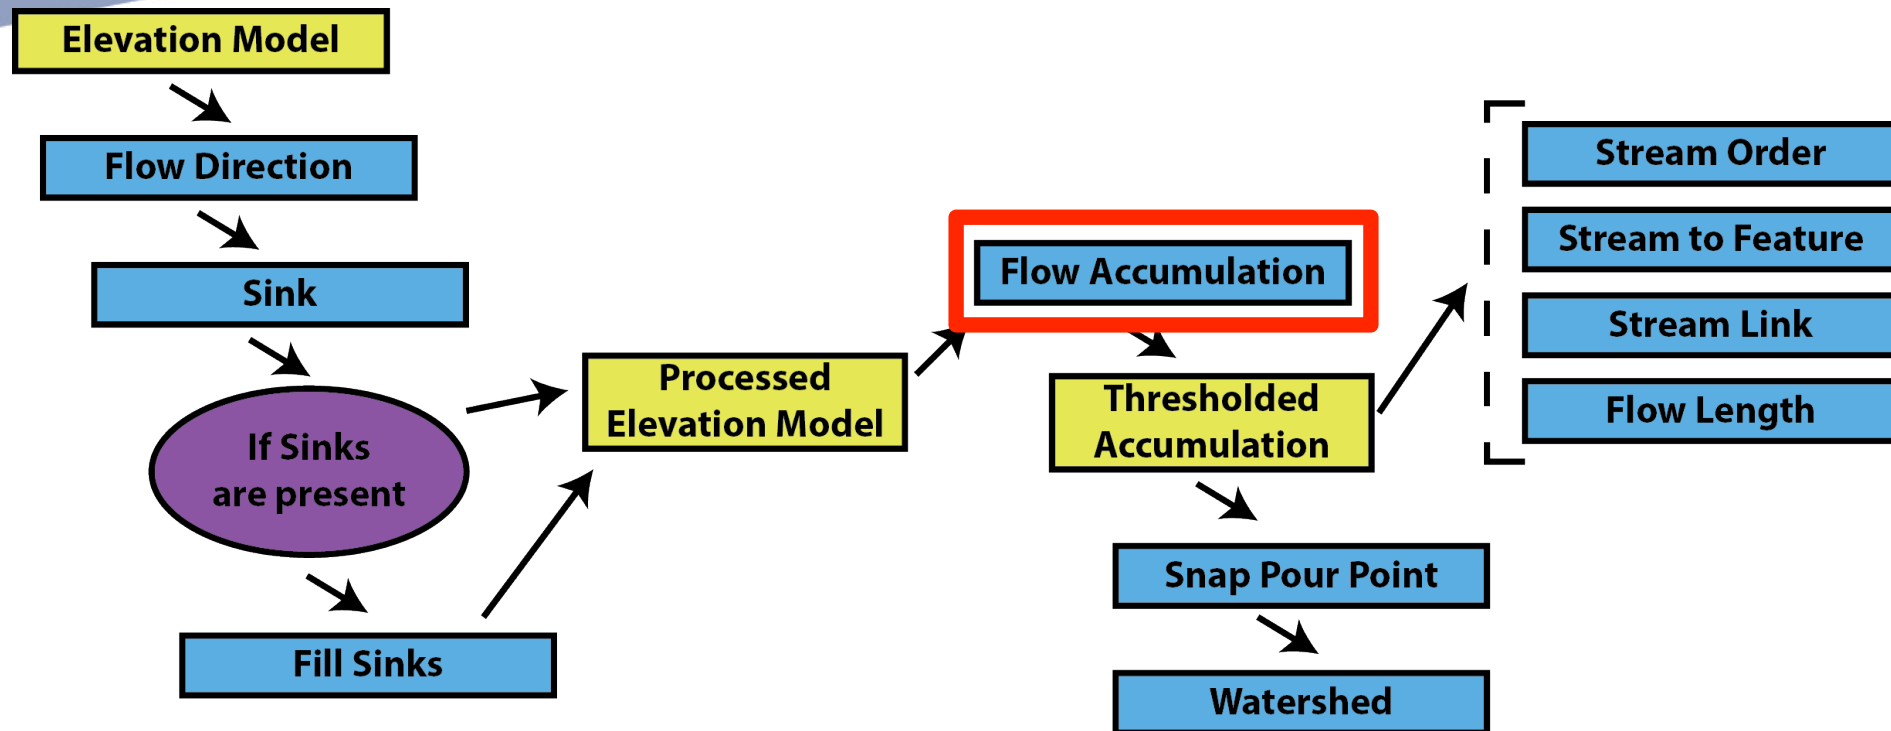 Elevation Model
Flow Direction
Sink
If Sinks
are present
Fill Sinks
Processed
Elevation Model
Flow Accumulation
Thresholded
Accumulation
Snap Pour Point
Watershed
Stream Order
Stream to Feature
Stream Link
Flow Length